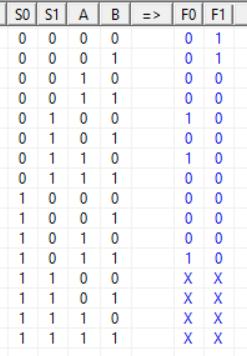 S0 S1 A B => F0 F1
0 0 0 0 0 1
0 0 0 1 0 1
0 0 1 0 0 0
0 0 1 1 0 0
0 1 0 0 1 0
0 1 0 1 0 0
0 1 1 0 1 0
0 1 1 1 0 0
1 0 0 0 0 0
1 0 0 1 0 0
1 0 1 0 0 0
1 0 1 1 1 0
1 1 0 0 X X
1 1 0 1 X X
1 1 1 0 X X
1 1 1 1 X X